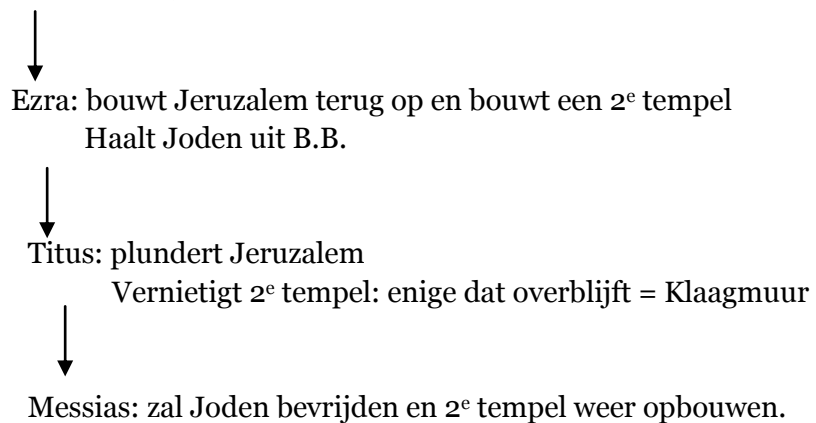 Ezra: bouwt Jeruzalem terug op en bouwt een 2e tempel
Haalt Joden uit B.B.
Titus: plundert Jeruzalem
Vernietigt 2e tempel: enige dat overblijft = Klaagmuur
Messias: zal Joden bevrijden en 2e tempel weer opbouwen.